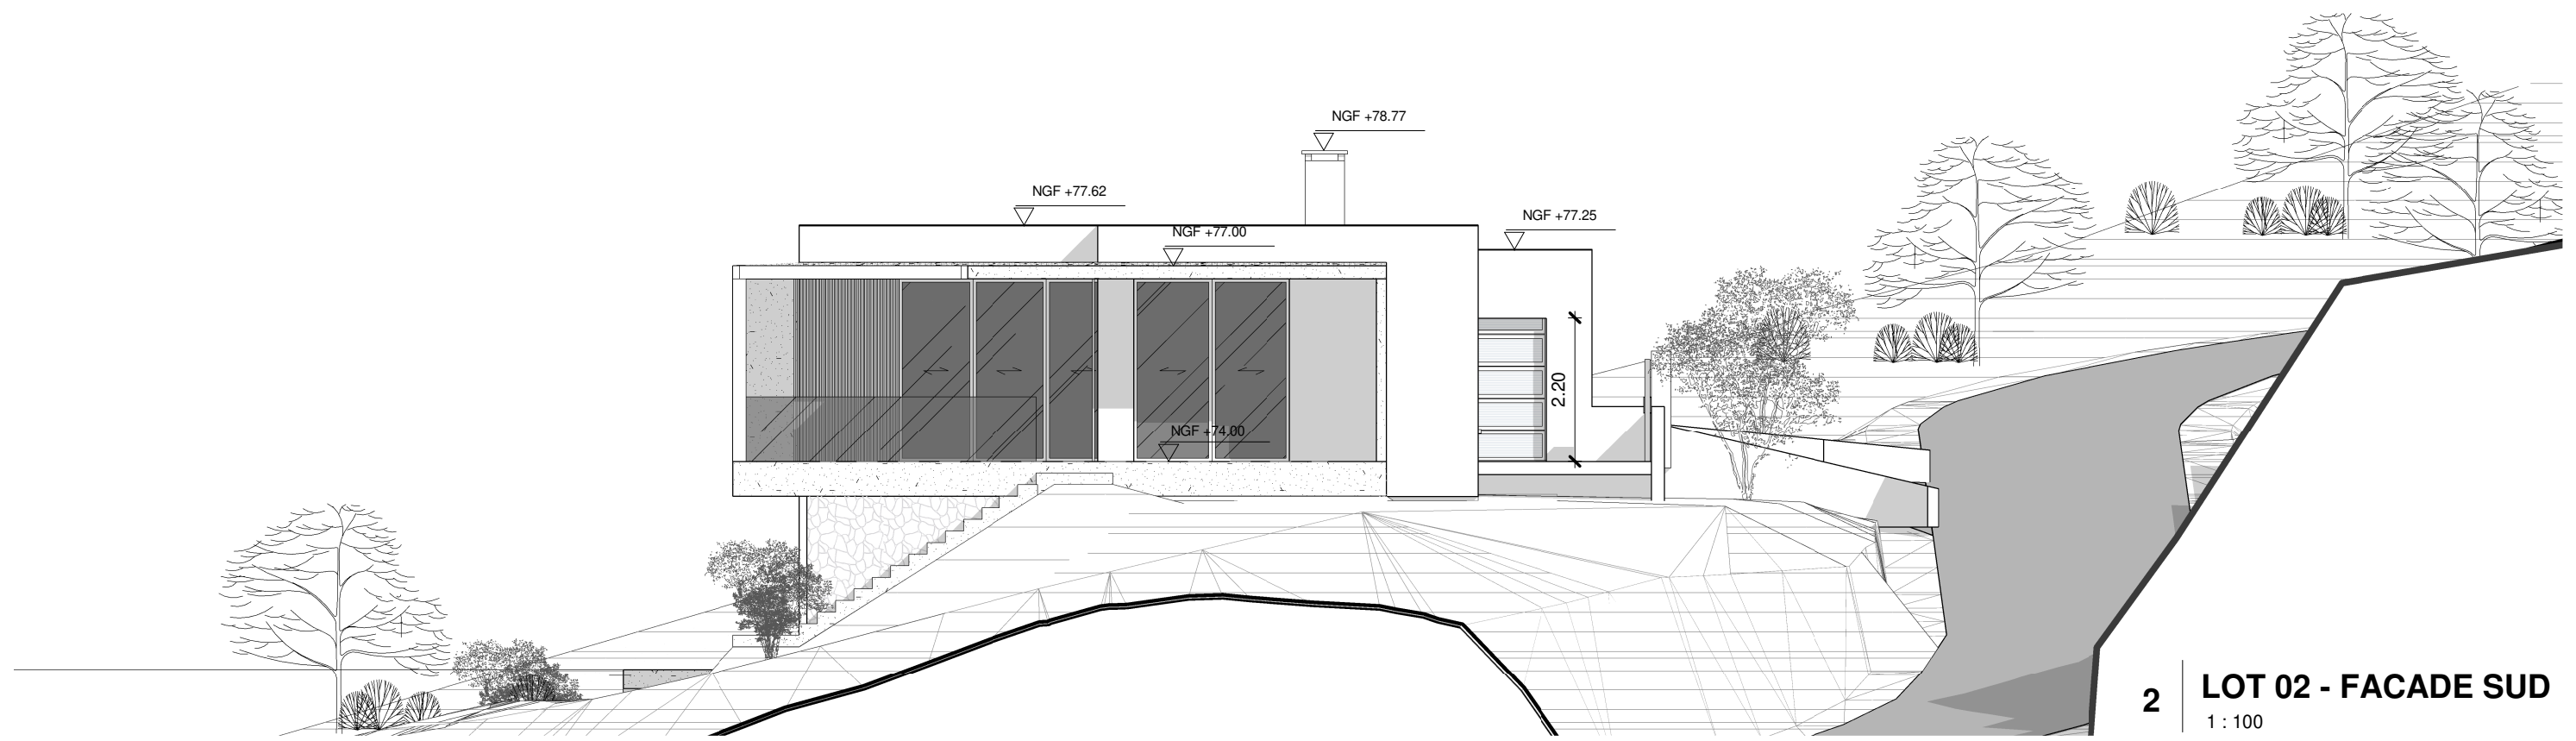 NGF +78.77
NGF +77.62
NGF +77.25
NGF +77.00
2.20
NGF +74.00
2
LOT 02 - FACADE SUD
1 : 100